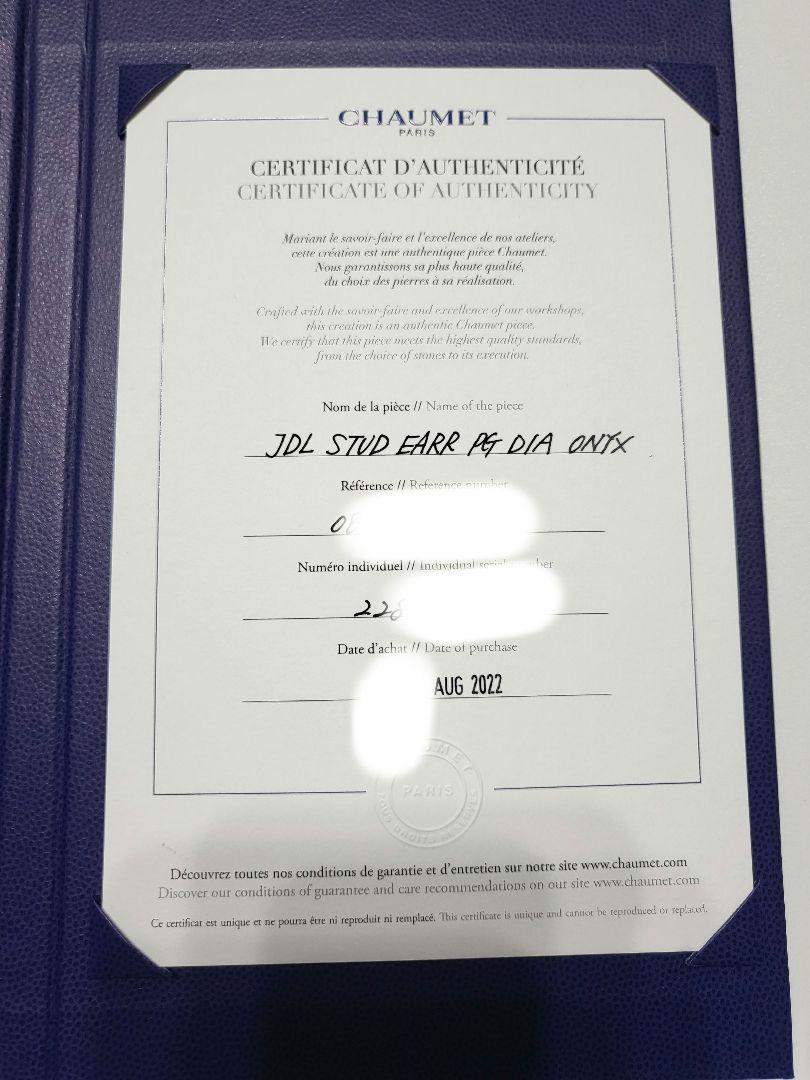 CHAUMET
PARIS
CERTIFICAT D'AUTHENTICITÉ
CERTIFICATE OF AUTHENTICITY
Mariant le savoir-faire et l'excellence de nos ateliers,
cette création est une authentique pièce Chaumet.
Nous garantissons sa plus haute qualité,
du choix des pierres à sa réalisation.
Crafted with the savoir-faire and excellence of our workshops,
this creation is an authentic Chaumet piece.
We certify that this piece meets the highest quality standards,
from the choice of stones to its execution.
Nom de la pièce // Name of the piece
JDL STUD EARR PG DIA ONYX
Référence // Reference number
08
Numéro individuel // Individual serial number
228
Date d'achat // Date of purchase
AUG 2022
PARIS
Découvrez toutes nos conditions de garantie et d'entretien sur notre site www.chaumet.com
Discover our conditions of guarantee and care recommendations on our site www.chaumet.com
Ce certificat est unique et ne pourra être ni reproduit ni remplacé. This certificate is unique and cannot be reproduced or replaced.